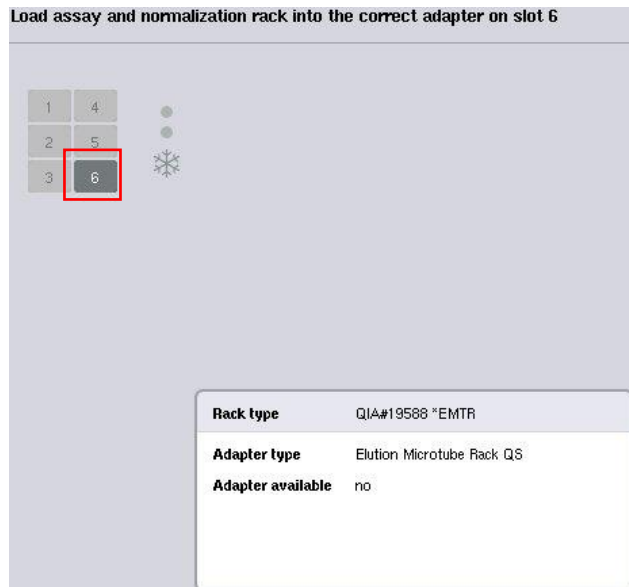 Load assay and normalization rack into the correct adapter on slot 6
1 4
2 5
3 6
Rack type QIA#19588 *EMTR
Adapter type Elution Microtube Rack QS
Adapter available no